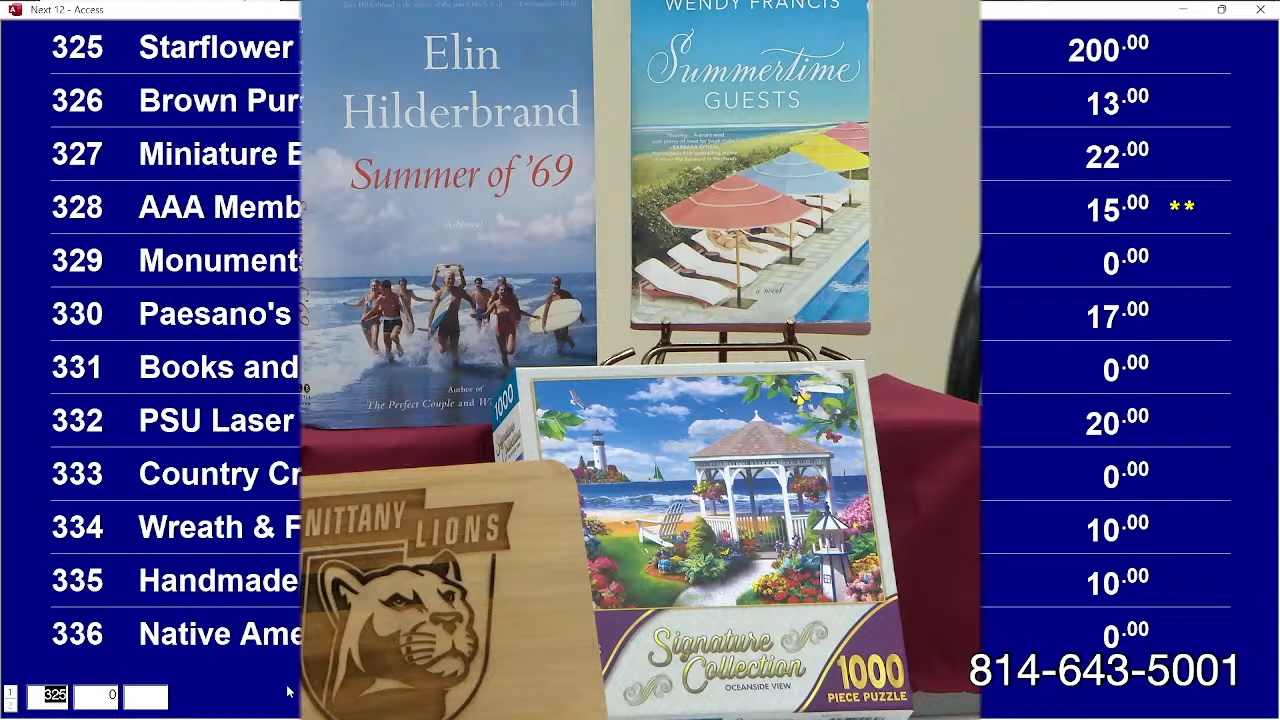 Next 12 - Access
325 Starflower 200.00
326 Brown Pur 13.00
327 Miniature 22.00
328 AAA Memb 15.00 **
329 Monument 0.00
330 Paesano's 17.00
331 Books and 0.00
332 PSU Laser 20.00
333 Country Cr 0.00
334 Wreath & F 10.00
335 Handmade 10.00
336 Native Ame 0.00
814-643-5001
325 0
Elin
Hilderbrand
Summer of '69
A Novel
Author of
The Perfect Couple and
WENDY FRANCIS
Summertime
GUESTS
a novel
1000
NITTANY
LIONS
Signature
Collection
OCEANSIDE VIEW
1000
PIECE PUZZLE